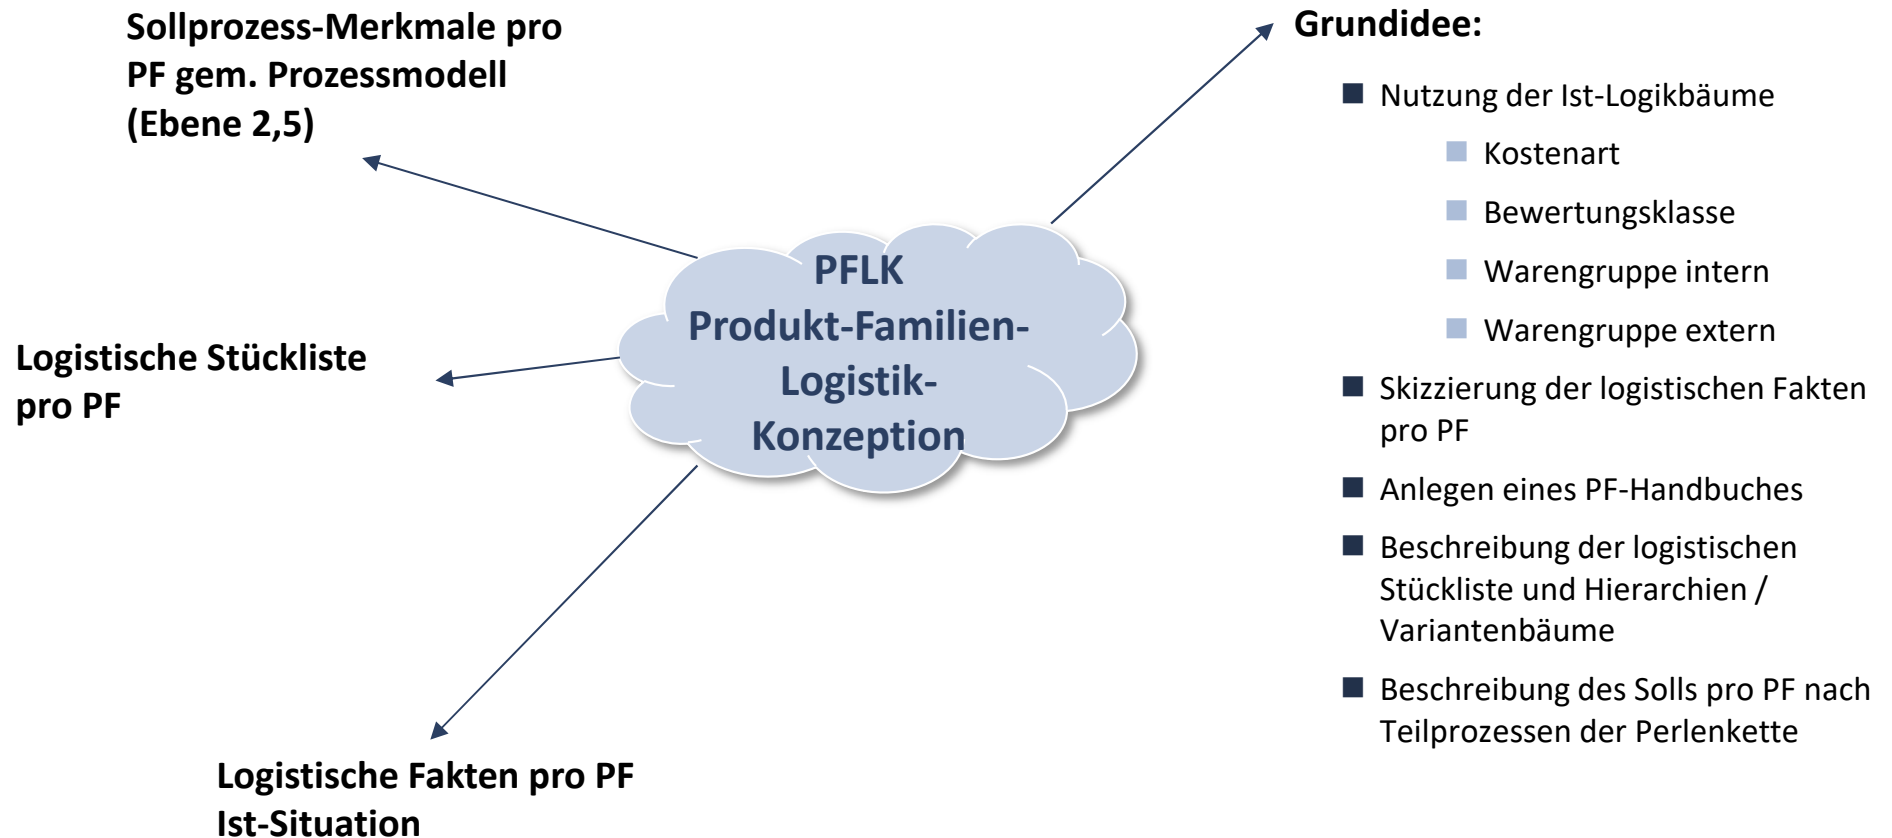 Sollprozess-Merkmale pro
PF gem. Prozessmodell
(Ebene 2,5)
Logistische Stückliste
pro PF
Logistische Fakten pro PF
Ist-Situation
PFLK
Produkt-Familien-
Logistik-
Konzeption
Grundidee:
Nutzung der Ist-Logikbäume
Kostenart
Bewertungsklasse
Warengruppe intern
Warengruppe extern
Skizzierung der logistischen Fakten
pro PF
Anlegen eines PF-Handbuches
Beschreibung der logistischen
Stückliste und Hierarchien /
Variantenbäume
Beschreibung des Solls pro PF nach
Teilprozessen der Perlenkette